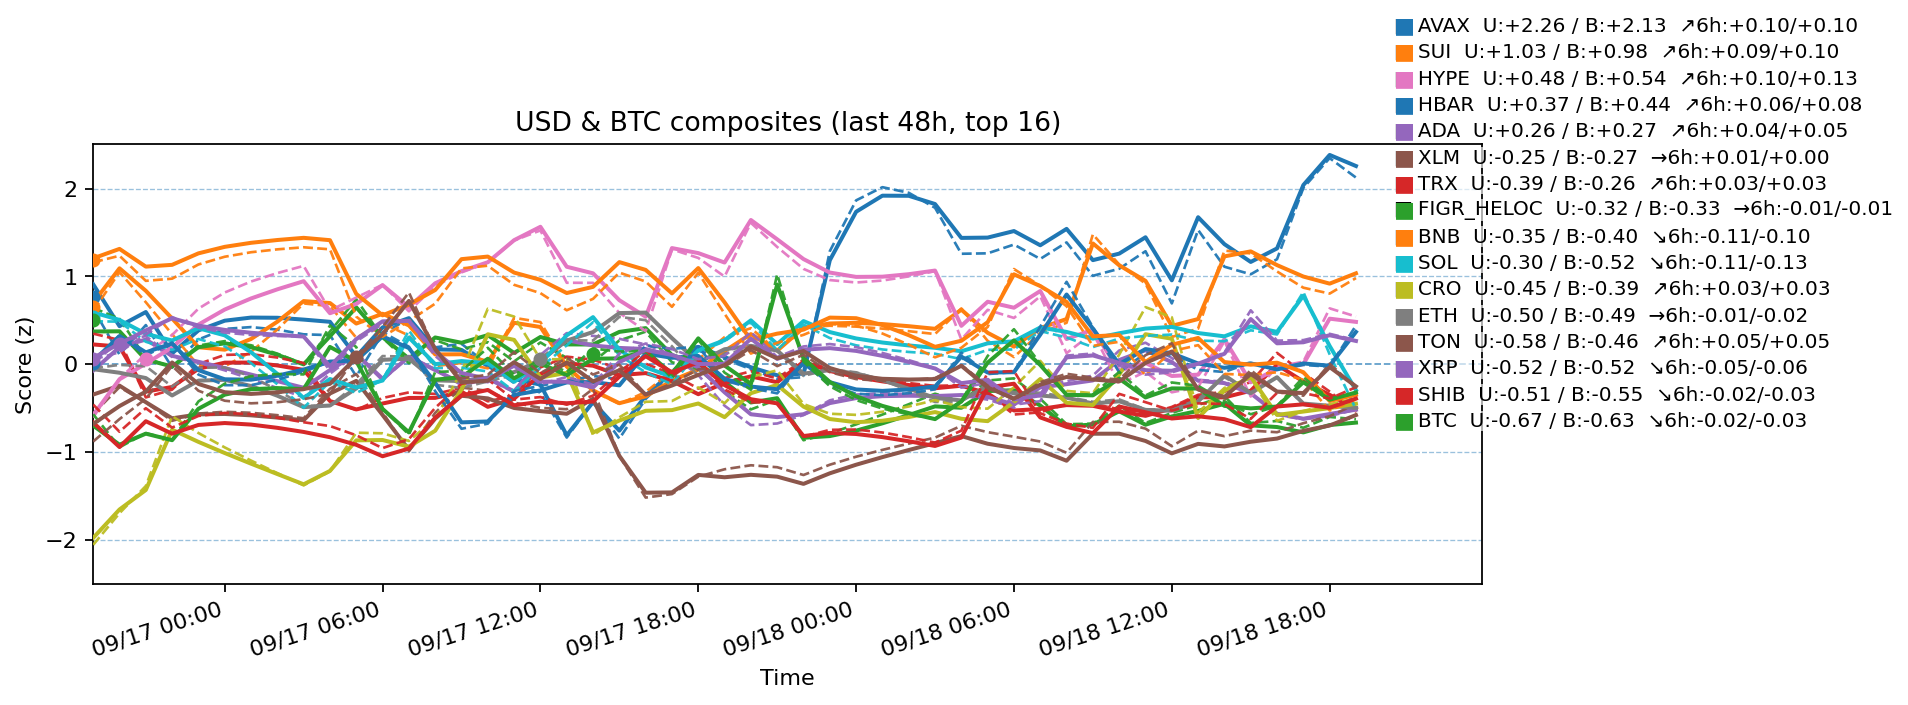 AVAX U:+2.26 / B:+2.13 ↗6h:+0.10/+0.10
SUI U:+1.03 / B:+0.98 ↗6h:+0.09/+0.10
HYPE U:+0.48 / B:+0.54 ↗6h:+0.10/+0.13
HBAR U:+0.37 / B:+0.44 ↗6h:+0.06/+0.08
ADA U:+0.26 / B:+0.27 ↗6h:+0.04/+0.05
XLM U:-0.25 / B:-0.27 →6h:+0.01/+0.00
TRX U:-0.39 / B:-0.26 ↗6h:+0.03/+0.03
FIGR_HELOC U:-0.32 / B:-0.33 →6h:-0.01/-0.01
BNB U:-0.35 / B:-0.40 ↘6h:-0.11/-0.10
SOL U:-0.30 / B:-0.52 ↘6h:-0.11/-0.13
CRO U:-0.45 / B:-0.39 ↗6h:+0.03/+0.03
ETH U:-0.50 / B:-0.49 →6h:-0.01/-0.02
TON U:-0.58 / B:-0.46 ↗6h:+0.05/+0.05
XRP U:-0.52 / B:-0.52 ↘6h:-0.05/-0.06
SHIB U:-0.51 / B:-0.55 ↘6h:-0.02/-0.03
BTC U:-0.67 / B:-0.63 ↘6h:-0.02/-0.03
USD & BTC composites (last 48h, top 16)
Score (z)
2
1
0
−1
−2
09/17 00:00
09/17 06:00
09/17 12:00
09/17 18:00
09/18 00:00
09/18 06:00
09/18 12:00
09/18 18:00
Time